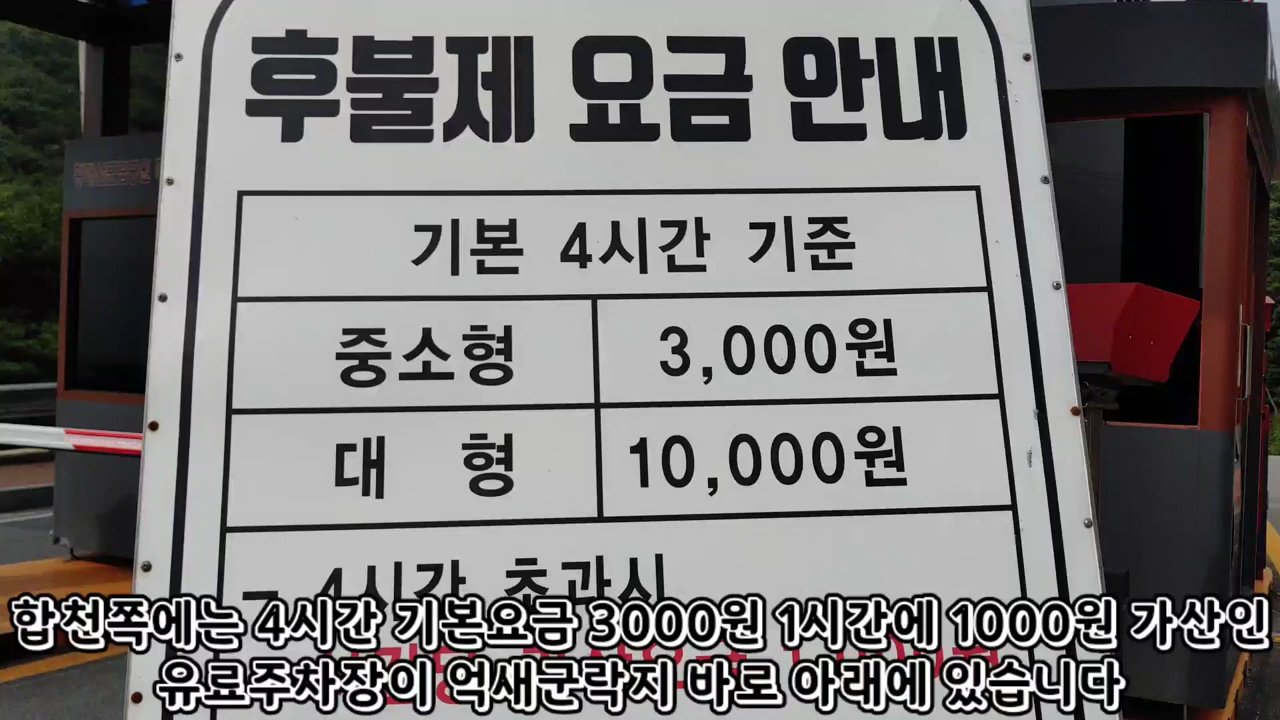 후불제 요금 안내
기본 4시간 기준
중소형 3,000원
대 형 10,000원
- 4시간 초과시
합천쪽에는 4시간 기본요금 3000원 1시간에 1000원 가산인
유료주차장이 억새군락지 바로 아래에 있습니다